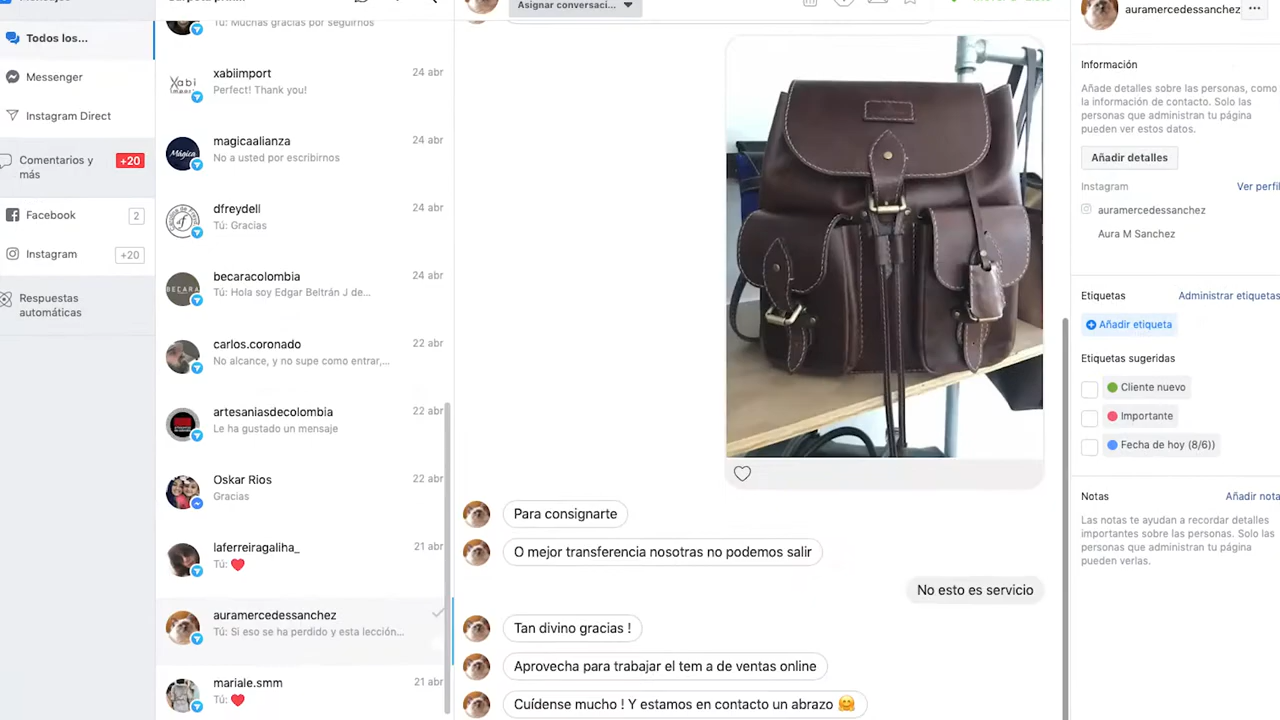 Asignar conversaci...
auramercedessanchez
Todos los...
Messenger
Instagram Direct
Comentarios y
más
+20
Facebook
2
Instagram
+20
Respuestas
automáticas
Tú: Muchas gracias por seguirnos
xabiimport
24 abr
Perfect! Thank you!
magicaalianza
24 abr
No a usted por escribirnos
dfreydell
24 abr
Tú: Gracias
becaracolombia
24 abr
Tú: Hola soy Edgar Beltrán J de...
carlos.coronado
22 abr
No alcance, y no supe como entrar,...
artesaniasdecolombia
22 abr
Le ha gustado un mensaje
Oskar Rios
22 abr
Gracias
laferreiragaliha_
21 abr
Tú: ❤️
auramercedessanchez
Tú: Si eso se ha perdido y esta lección...
mariale.smm
21 abr
Tú: ❤️
Para consignarte
O mejor transferencia nosotras no podemos salir
No esto es servicio
Tan divino gracias !
Aprovecha para trabajar el tem a de ventas online
Cuídense mucho ! Y estamos en contacto un abrazo 🤗
Información
Añade detalles sobre las personas, como
la información de contacto. Solo las
personas que administran tu página
pueden ver estos datos.
Añadir detalles
Instagram
Ver perfil
auramercedessanchez
Aura M Sanchez
Etiquetas
Administrar etiquetas
Añadir etiqueta
Etiquetas sugeridas
Cliente nuevo
Importante
Fecha de hoy (8/6))
Notas
Añadir nota
Las notas te ayudan a recordar detalles
importantes sobre las personas. Solo las
personas que administran tu página
pueden verlas.